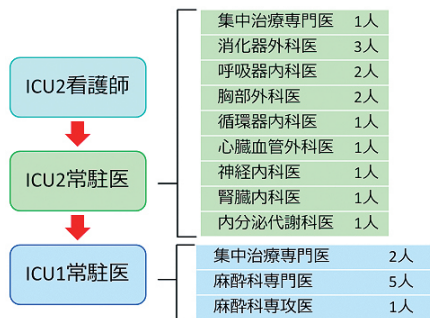 ICU2看護師
ICU2常駐医
ICU1常駐医
集中治療専門医 1人
消化器外科医 3人
呼吸器内科医 2人
胸部外科医 2人
循環器内科医 1人
心臓血管外科医 1人
神経内科医 1人
腎臓内科医 1人
内分泌代謝科医 1人
集中治療専門医 2人
麻酔科専門医 5人
麻酔科専攻医 1人